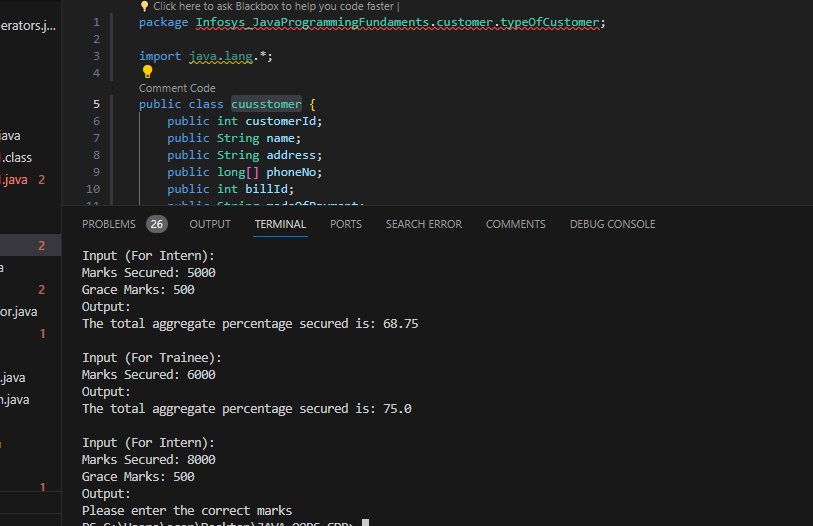 erators.j...
java
.class
.java 2
2
a
2
or.java
1
.java
n.java
1
Click here to ask Blackbox to help you code faster |
1 package Infosys_JavaProgrammingFundaments.customer.typeOfCustomer;
2
3 import java.lang.*;
4
Comment Code
5 public class cuusstomer {
6 public int customerId;
7 public String name;
8 public String address;
9 public long[] phoneNo;
10 public int billId;
11 public String modeOfPayment;
PROBLEMS 26 OUTPUT TERMINAL PORTS SEARCH ERROR COMMENTS DEBUG CONSOLE
Input (For Intern):
Marks Secured: 5000
Grace Marks: 500
Output:
The total aggregate percentage secured is: 68.75
Input (For Trainee):
Marks Secured: 6000
Output:
The total aggregate percentage secured is: 75.0
Input (For Intern):
Marks Secured: 8000
Grace Marks: 500
Output:
Please enter the correct marks